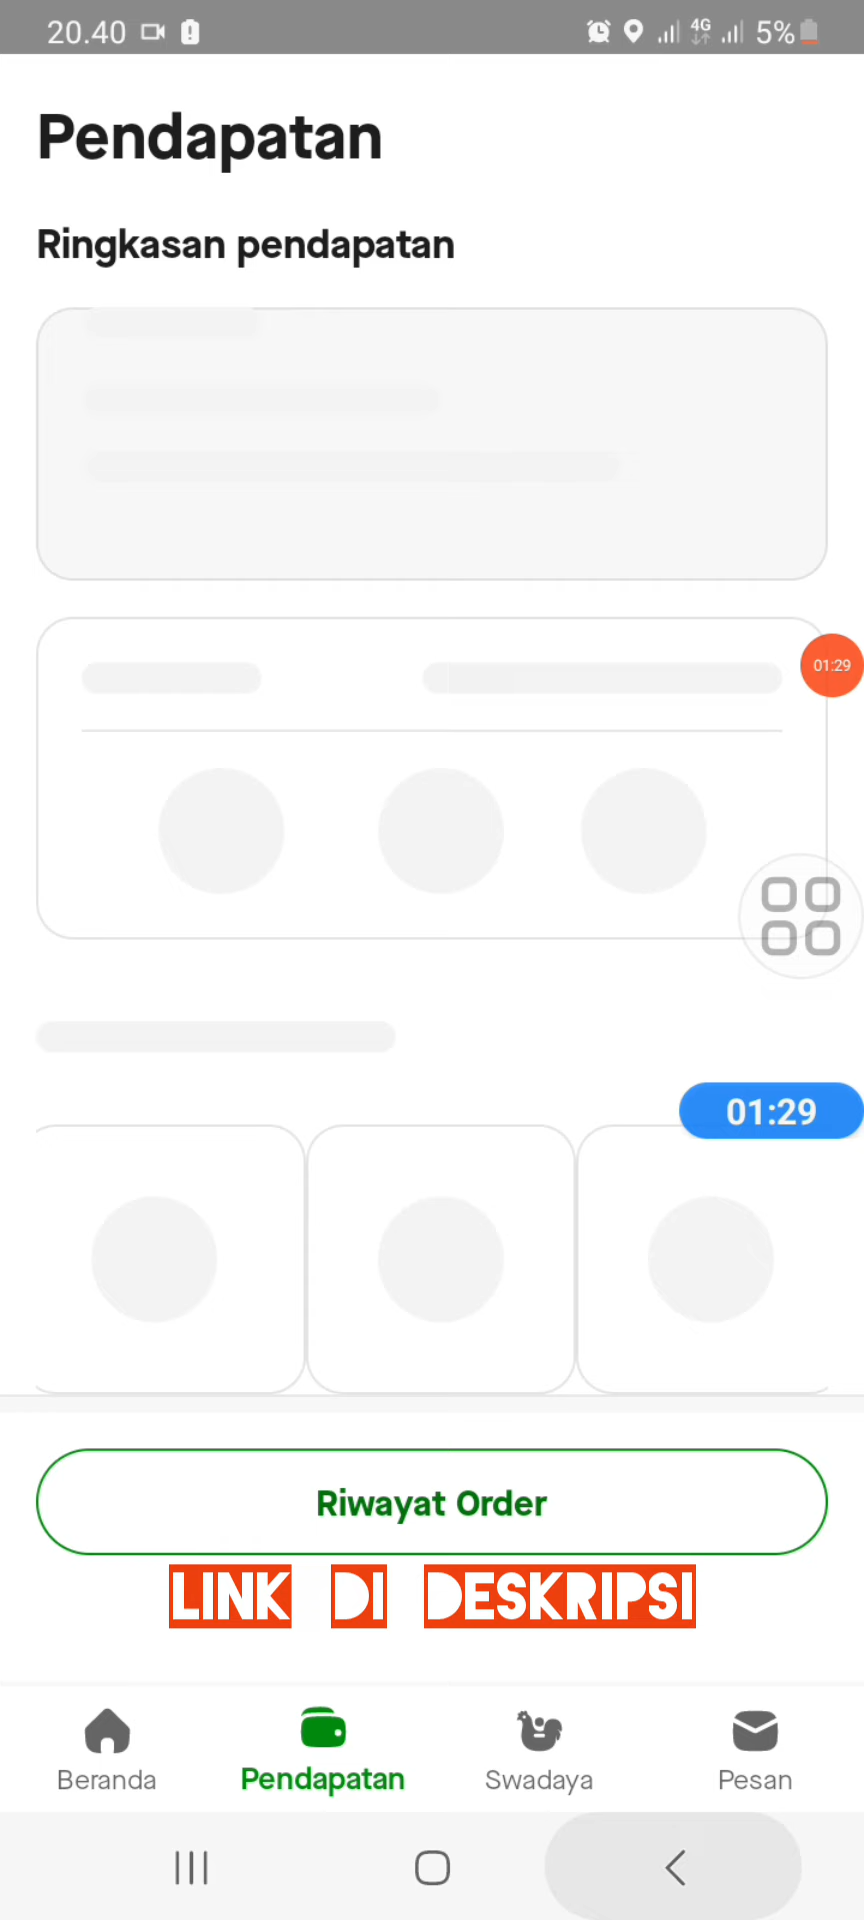 20.40 4G 5%
Pendapatan
Ringkasan pendapatan
01:29
01:29
Riwayat Order
LINK DI DESKRIPSI
Beranda Pendapatan Swadaya Pesan